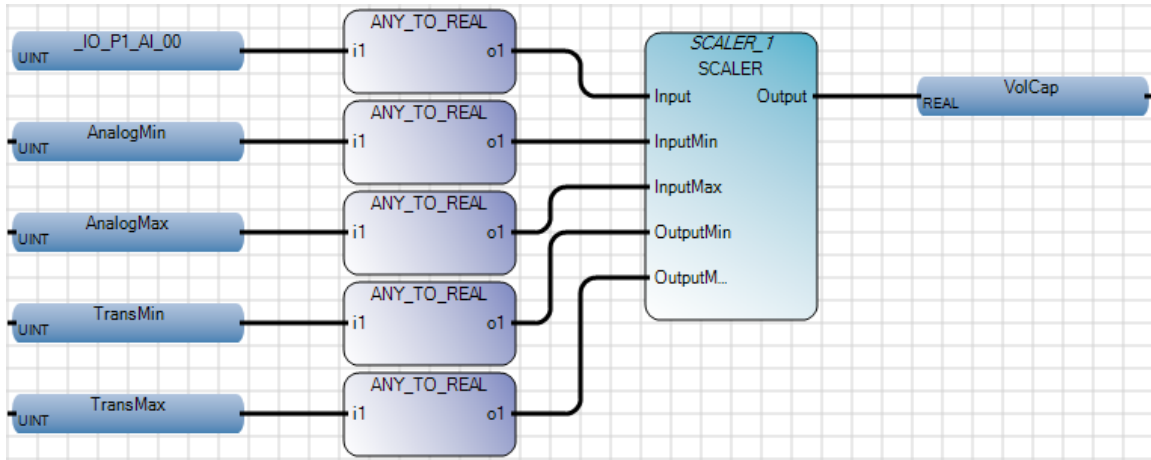 _IO_P1_AI_00
UINT
ANY_TO_REAL
i1 o1
AnalogMin
UINT
ANY_TO_REAL
i1 o1
AnalogMax
UINT
ANY_TO_REAL
i1 o1
TransMin
UINT
ANY_TO_REAL
i1 o1
TransMax
UINT
ANY_TO_REAL
i1 o1
SCALER_1
SCALER
Input Output
InputMin
InputMax
OutputMin
OutputM...
VolCap
REAL